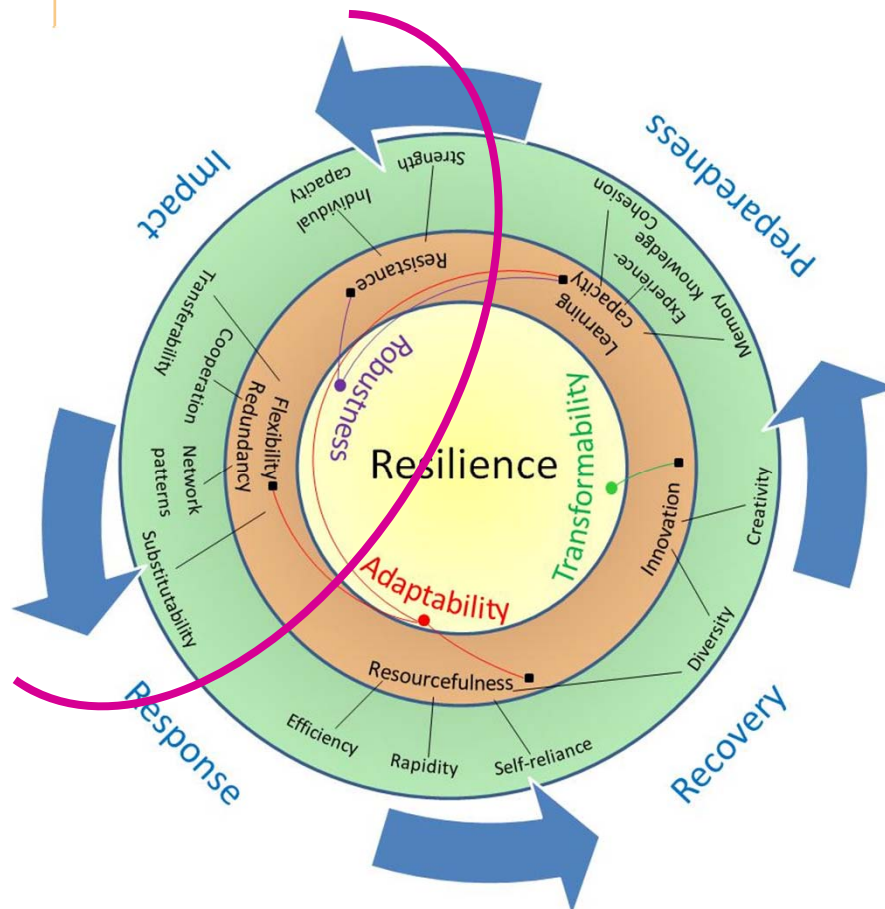 Preparedness
Impact
Response
Recovery
Strength
Individual
capacity
Transferability
Cooperation
Network
patterns
Substitutability
Efficiency
Rapidity
Self-reliance
Diversity
Creativity
Memory
Knowledge
Experience-
Cohesion
Resistance
Learning
capacity
Flexibility
Redundancy
Innovation
Resourcefulness
Robustness
Transformability
Adaptability
Resilience